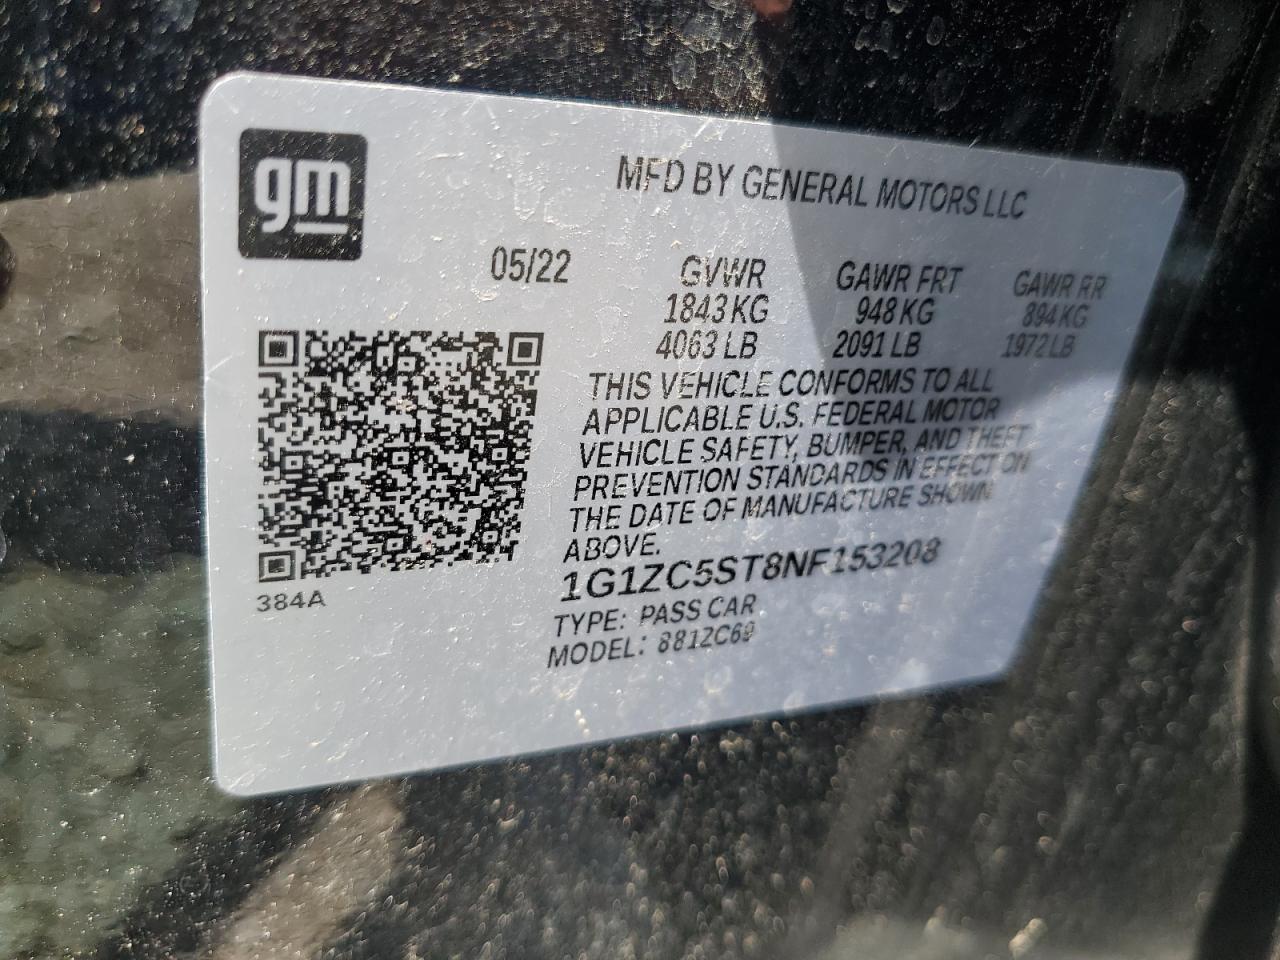 gm
MFD BY GENERAL MOTORS LLC
05/22 GVWR GAWR FRT GAWR RR
1843 KG 948 KG 894 KG
4063 LB 2091 LB 1972 LB
THIS VEHICLE CONFORMS TO ALL
APPLICABLE U.S. FEDERAL MOTOR
VEHICLE SAFETY, BUMPER, AND THEFT
PREVENTION STANDARDS IN EFFECT ON
THE DATE OF MANUFACTURE SHOWN
ABOVE.
1G1ZC5ST8NF153208
TYPE: PASS CAR
MODEL: 881ZC69
384A